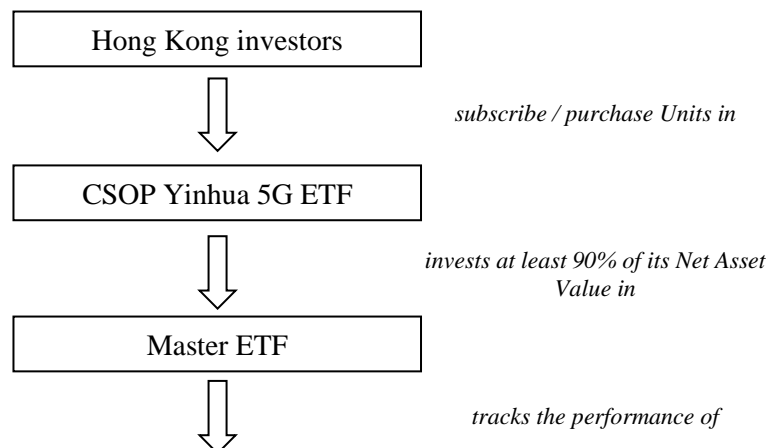 Hong Kong investors
subscribe / purchase Units in
CSOP Yinhua 5G ETF
invests at least 90% of its Net Asset
Value in
Master ETF
tracks the performance of